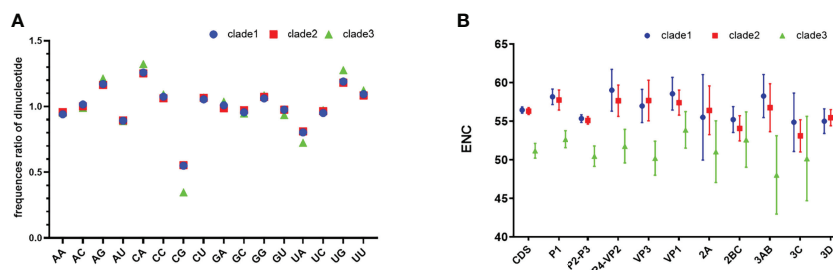 A
clade1 clade2 clade3
frequences ratio of dinucleotide
1.5
1.0
0.5
0.0
AA AC AG AU CA CC CG CU GA GC GG GU UA UC UG UU
B
clade1 clade2 clade3
ENC
65
60
55
50
45
40
CDS P1 P2-P3 P4-VP2 VP3 VP1 2A 2BC 3AB 3C 3D